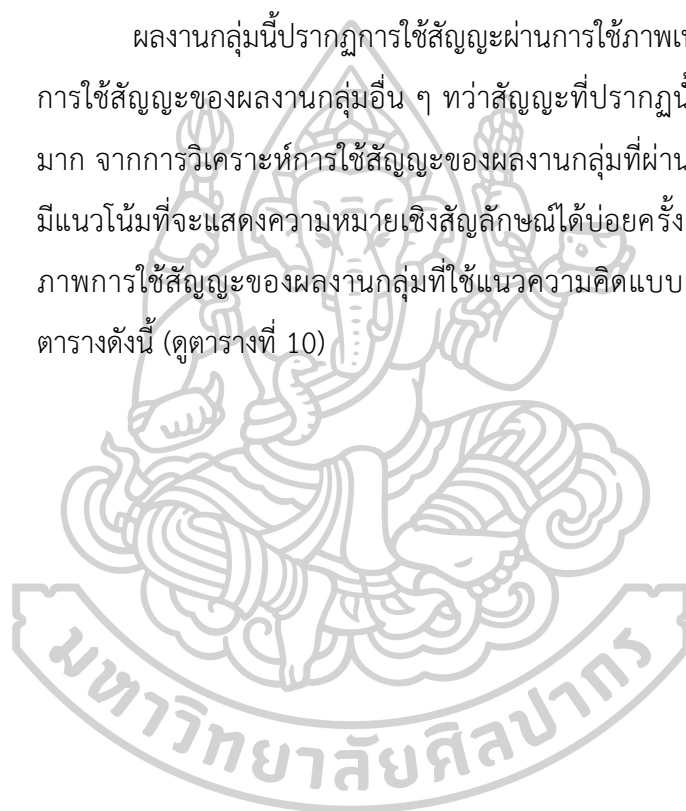 ผลงานกลุ่มนี้ปรากฏการใช้สัญญะผ่านการใช้ภาพ
การใช้สัญญะของผลงานกลุ่มอื่น ๆ ทว่าสัญญะที่ปรากฏ
มาก จากการวิเคราะห์การใช้สัญญะของผลงานกลุ่มที่ผ่าน
มีแนวโน้มที่จะแสดงความหมายเชิงสัญลักษณ์ได้บ่อยครั้ง
ภาพการใช้สัญญะของผลงานกลุ่มที่ใช้แนวความคิดแบบ
ตารางดังนี้ (ดูตารางที่ 10)
มหาวิทยาลัยศิลปากร